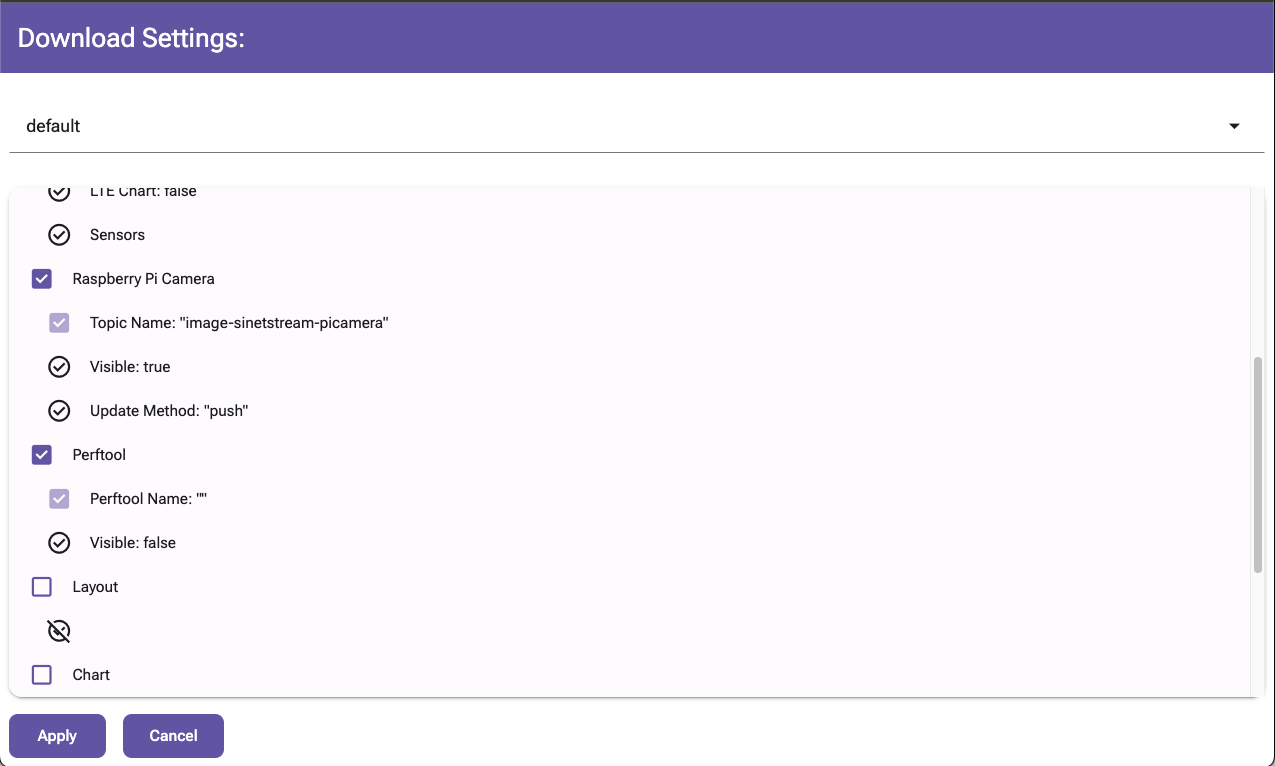 Download Settings:
default
LTE Chart: false
Sensors
Raspberry Pi Camera
Topic Name: "image-sinetstream-picamera"
Visible: true
Update Method: "push"
Perftool
Perftool Name: ""
Visible: false
Layout
Chart
Apply
Cancel